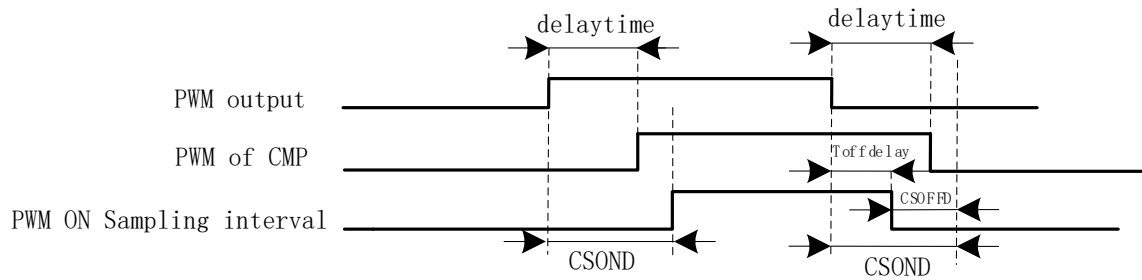 delaytime
delaytime
PWM output
PWM of CMP
Toffdelay
PWM ON Sampling interval
CSOFFD
CSOND
CSOND